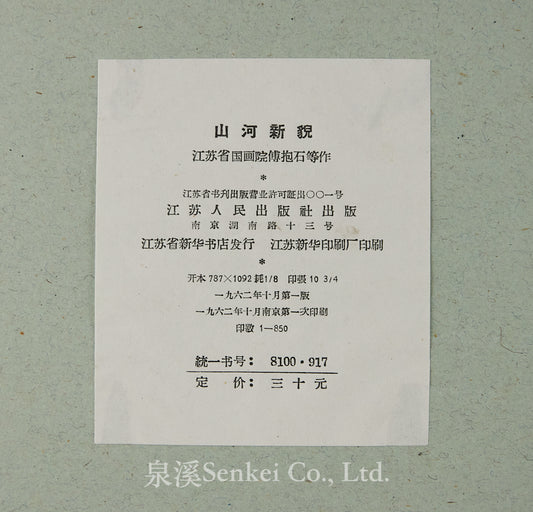 山河新貌
江苏省国画院傅抱石等作
*
江苏省书刊出版营业許可証出〇〇一号
江苏人民出版社出版
南京湖南路十三号
江苏省新华书店发行 江苏新华印刷厂印刷
*
开本 787×1092 耗1/8 印張 10 3/4
一九六二年十月第一版
一九六二年十月南京第一次印刷
印数 1—850
統一书号： 8100·917
定 价： 三十元
泉溪Senkei Co., Ltd.